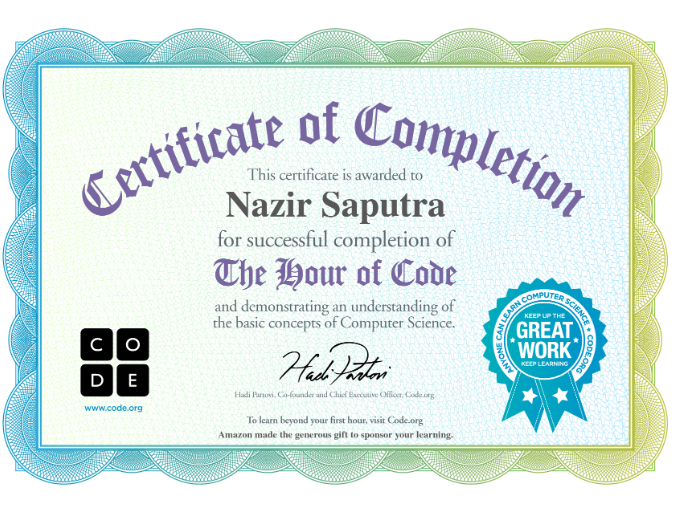 Certificate of Completion
This certificate is awarded to
Nazir Saputra
for successful completion of
The Hour of Code
and demonstrating an understanding of
the basic concepts of Computer Science.
C O
D E
www.code.org
Hadi Partovi
Hadi Partovi, Co-founder and Chief Executive Officer, Code.org
To learn beyond your first hour, visit Code.org
Amazon made the generous gift to sponsor your learning.
ANYONE CAN LEARN COMPUTER SCIENCE • CODE.ORG
KEEP UP THE
GREAT
WORK
KEEP LEARNING